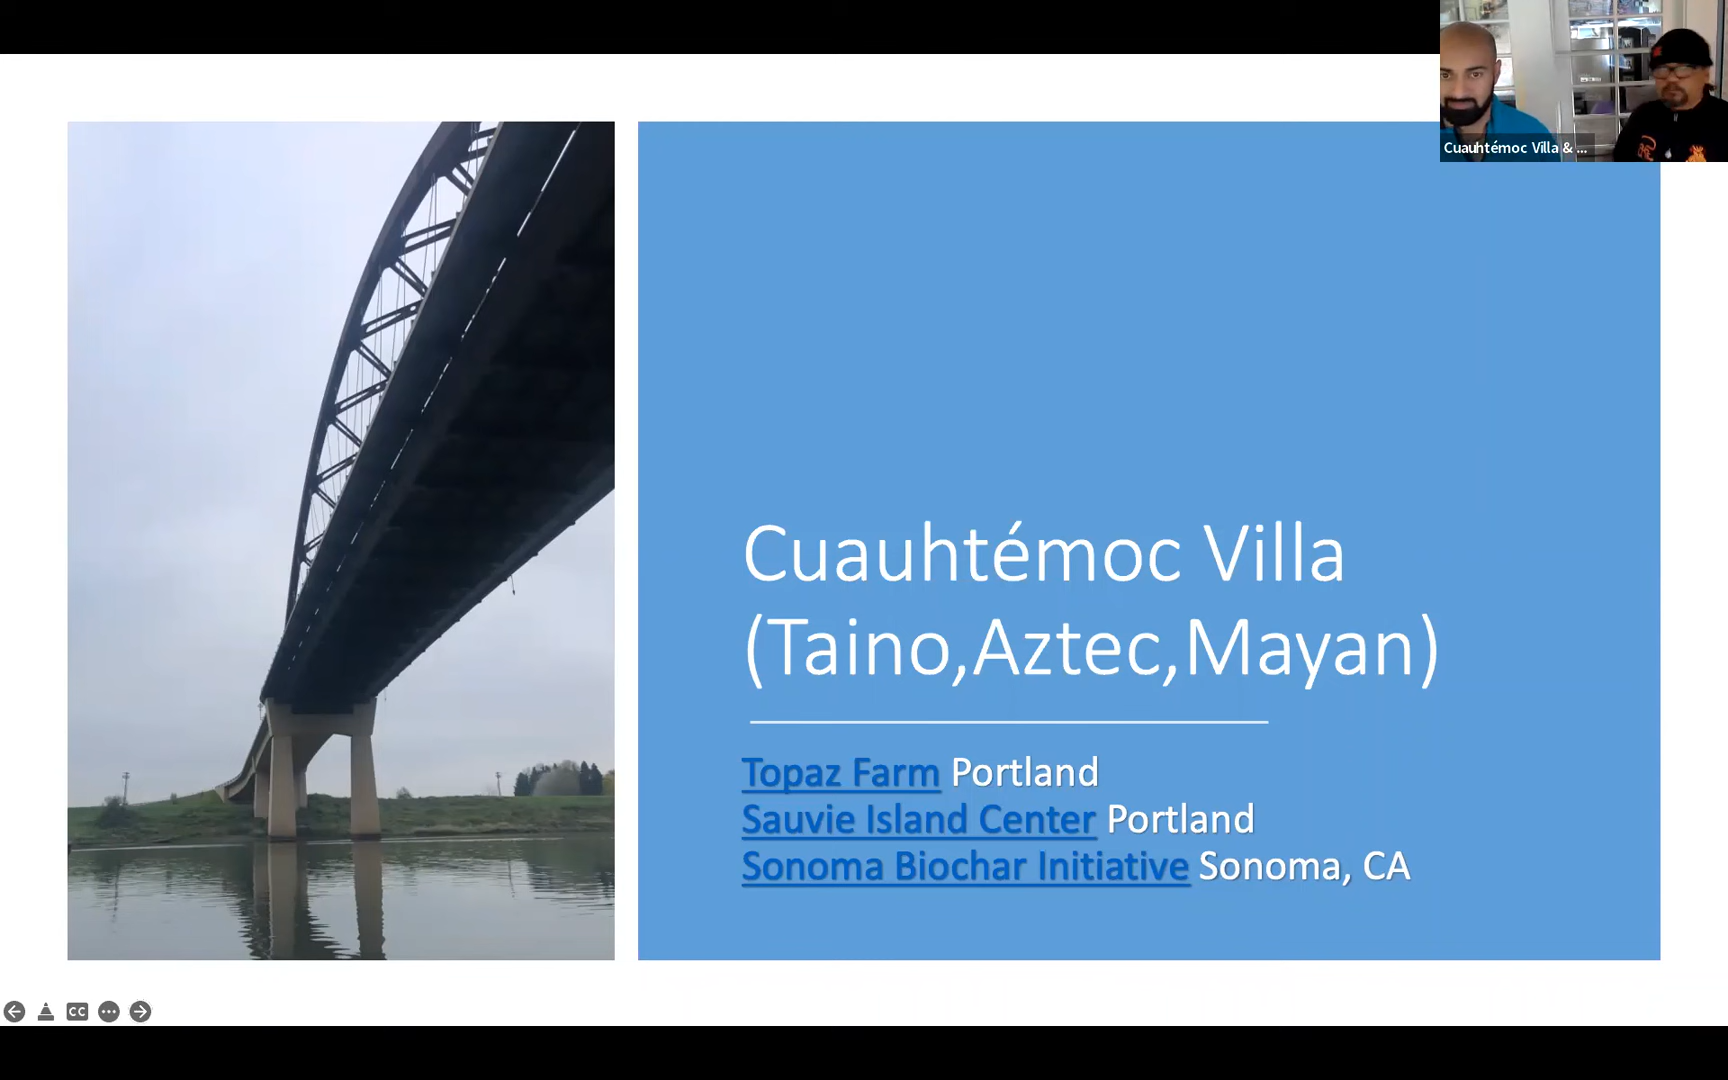 Cuauhtémoc Villa & ...
Cuauhtémoc Villa
(Taino,Aztec,Mayan)
Topaz Farm Portland
Sauvie Island Center Portland
Sonoma Biochar Initiative Sonoma, CA
CC